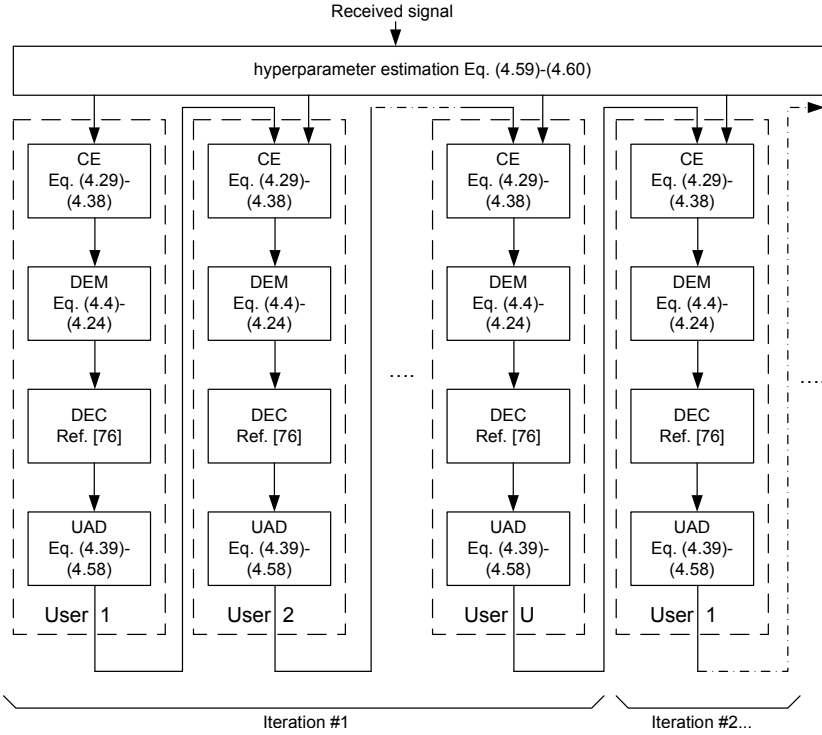 Received signal
hyperparameter estimation Eq. (4.59)-(4.60)
CE
Eq. (4.29)-
(4.38)
DEM
Eq. (4.4)-
(4.24)
DEC
Ref. [76]
UAD
Eq. (4.39)-
(4.58)
User 1
CE
Eq. (4.29)-
(4.38)
DEM
Eq. (4.4)-
(4.24)
DEC
Ref. [76]
UAD
Eq. (4.39)-
(4.58)
User 2
....
CE
Eq. (4.29)-
(4.38)
DEM
Eq. (4.4)-
(4.24)
DEC
Ref. [76]
UAD
Eq. (4.39)-
(4.58)
User U
CE
Eq. (4.29)-
(4.38)
DEM
Eq. (4.4)-
(4.24)
DEC
Ref. [76]
UAD
Eq. (4.39)-
(4.58)
User 1
....
Iteration #1
Iteration #2...